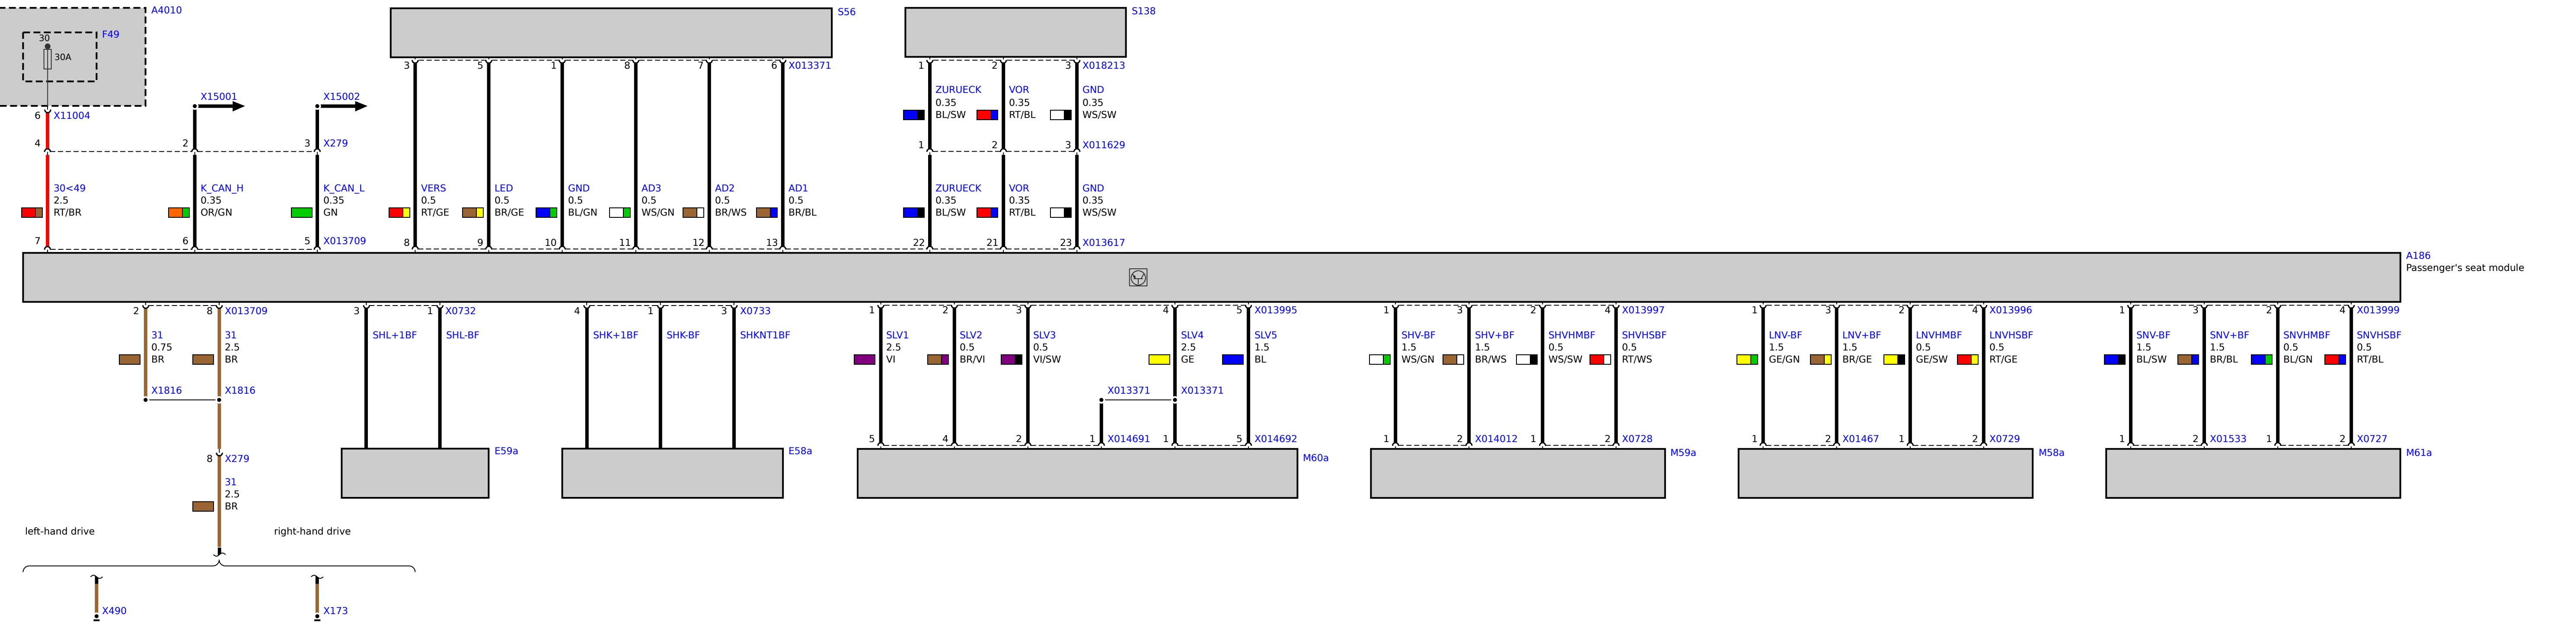 A4010
S56
S138
30
F49
30A
3 5 1 8 7 6 X013371
1 2 3 X018213
ZURUECK VOR GND
0.35 0.35 0.35
BL/SW RT/BL WS/SW
X15001 X15002
6 X11004
4 2 3 X279
1 2 3 X011629
30<49 K_CAN_H K_CAN_L VERS LED GND AD3 AD2 AD1 ZURUECK VOR GND
2.5 0.35 0.35 0.5 0.5 0.5 0.5 0.5 0.5 0.35 0.35 0.35
RT/BR OR/GN GN RT/GE BR/GE BL/GN WS/GN BR/WS BR/BL BL/SW RT/BL WS/SW
7 6 5 X013709 8 9 10 11 12 13 22 21 23 X013617
A186
Passenger's seat module
2 8 X013709 3 1 X0732 4 1 3 X0733 1 2 3 4 5 X013995 1 3 2 4 X013997 1 3 2 4 X013996 1 3 2 4 X013999
31 31 SHL+1BF SHL-BF SHK+1BF SHK-BF SHKNT1BF SLV1 SLV2 SLV3 SLV4 SLV5 SHV-BF SHV+BF SHVHMBF SHVHSBF LNV-BF LNV+BF LNVHMBF LNVHSBF SNV-BF SNV+BF SNVHMBF SNVHSBF
0.75 2.5 2.5 0.5 0.5 2.5 1.5 1.5 1.5 0.5 0.5 1.5 1.5 0.5 0.5 1.5 1.5 0.5 0.5
BR BR VI BR/VI VI/SW GE BL WS/GN BR/WS WS/SW RT/WS GE/GN BR/GE GE/SW RT/GE BL/SW BR/BL BL/GN RT/BL
X1816 X1816 X013371 X013371
5 4 2 1 X014691 1 5 X014692 1 2 X014012 1 2 X0728 1 2 X01467 1 2 X0729 1 2 X01533 1 2 X0727
8 X279
E59a E58a M60a M59a M58a M61a
31
2.5
BR
left-hand drive right-hand drive
X490 X173